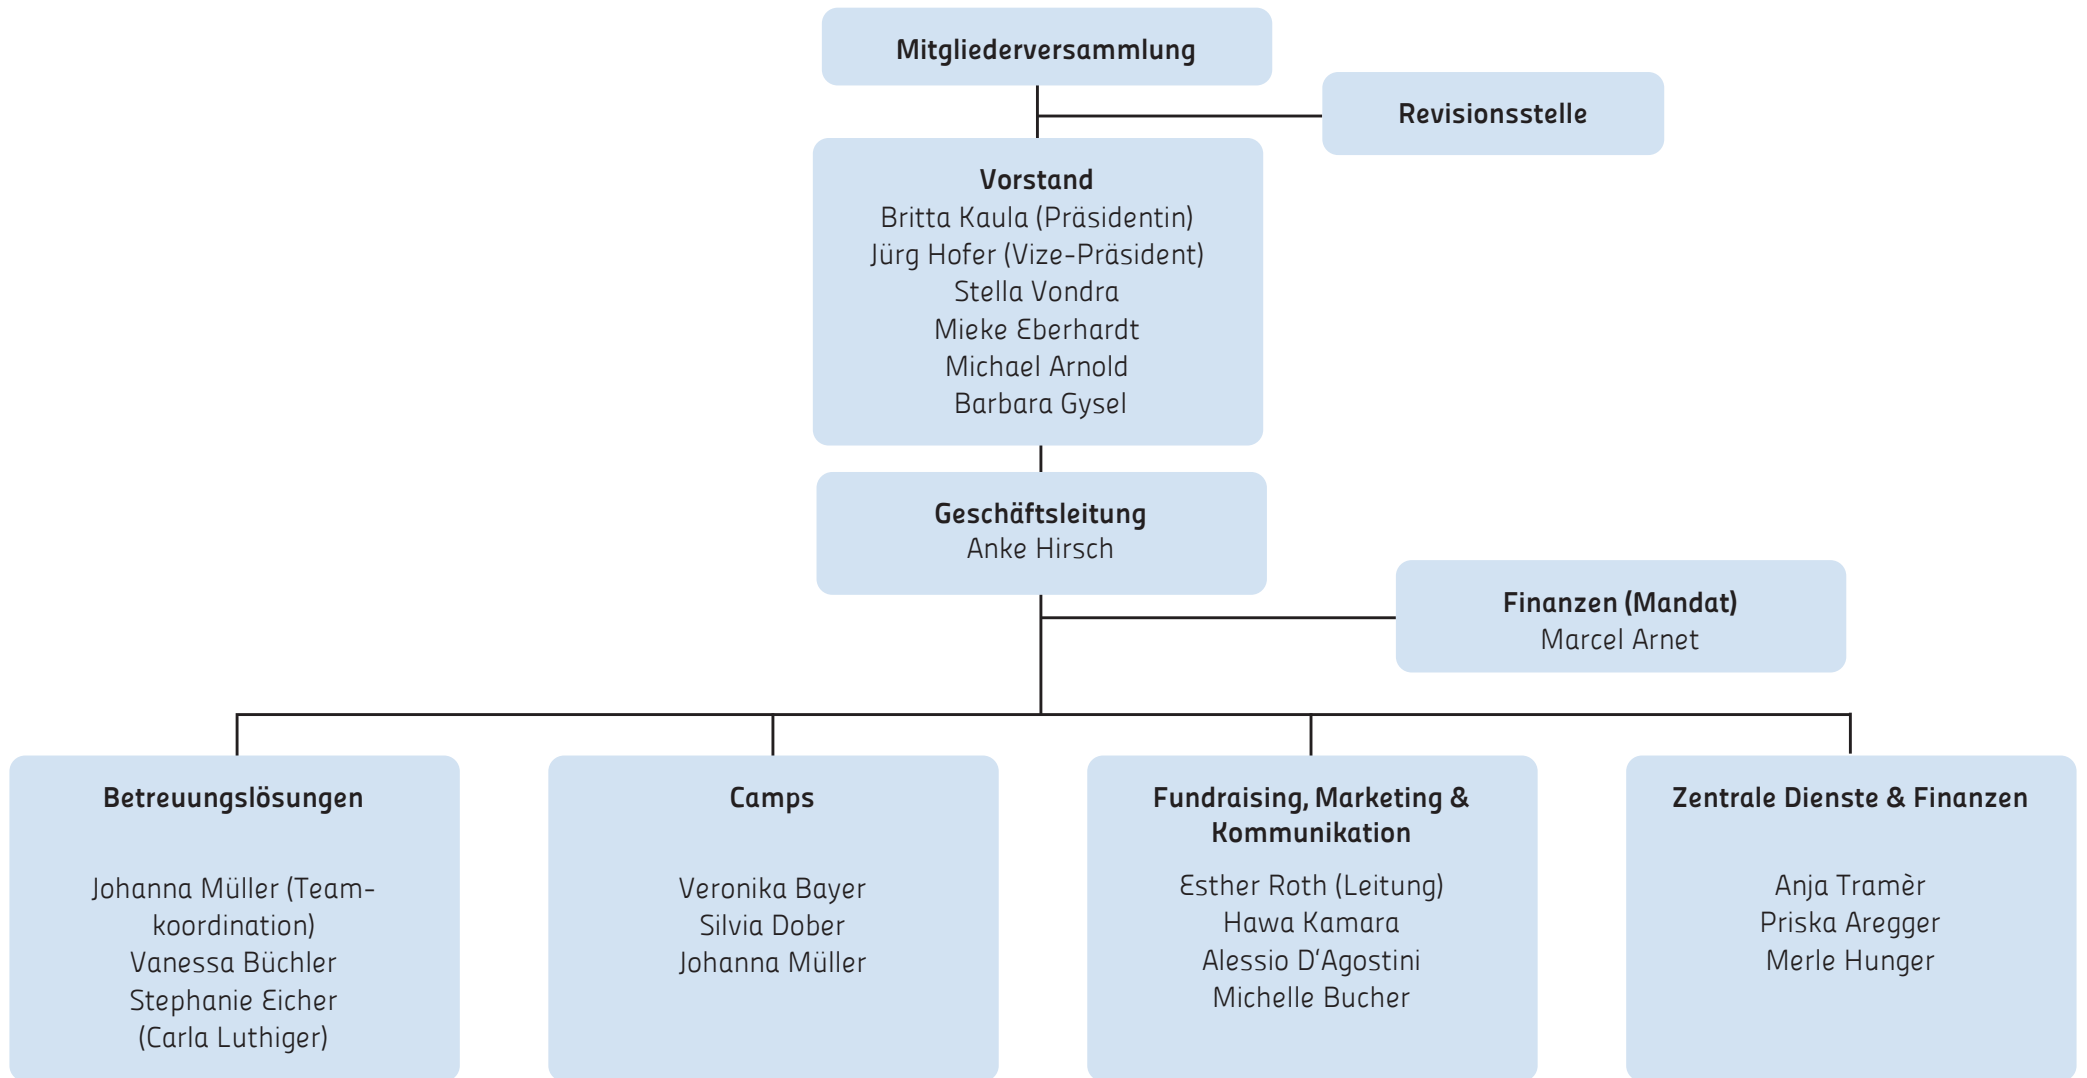 Mitgliederversammlung
Revisionsstelle
Vorstand
Britta Kaula (Präsidentin)
Jürg Hofer (Vize-Präsident)
Stella Vondra
Mieke Eberhardt
Michael Arnold
Barbara Gysel
Geschäftsleitung
Anke Hirsch
Finanzen (Mandat)
Marcel Arnet
Betreuungslösungen
Johanna Müller (Team-
koordination)
Vanessa Büchler
Stephanie Eicher
(Carla Luthiger)
Camps
Veronika Bayer
Silvia Dober
Johanna Müller
Fundraising, Marketing &
Kommunikation
Esther Roth (Leitung)
Hawa Kamara
Alessio D‘Agostini
Michelle Bucher
Zentrale Dienste & Finanzen
Anja Tramèr
Priska Aregger
Merle Hunger